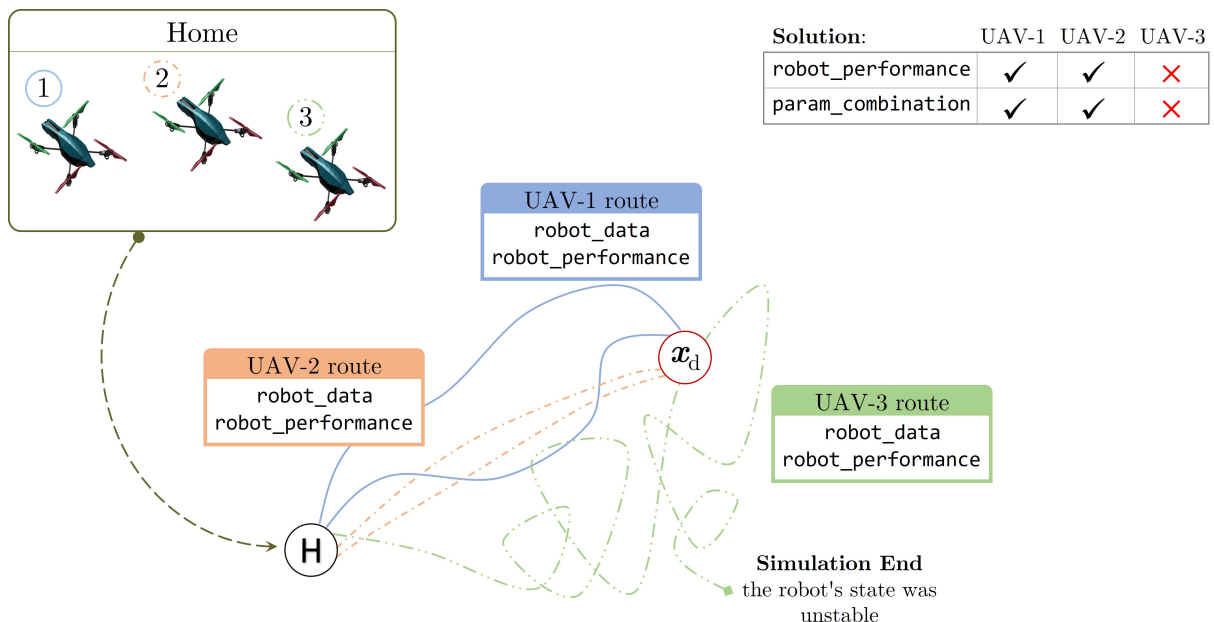 Home
1
2
3
Solution: UAV-1 UAV-2 UAV-3
robot_performance ✓ ✓ ×
param_combination ✓ ✓ ×
UAV-1 route
robot_data
robot_performance
UAV-2 route
robot_data
robot_performance
x_d
UAV-3 route
robot_data
robot_performance
H
Simulation End
the robot's state was
unstable